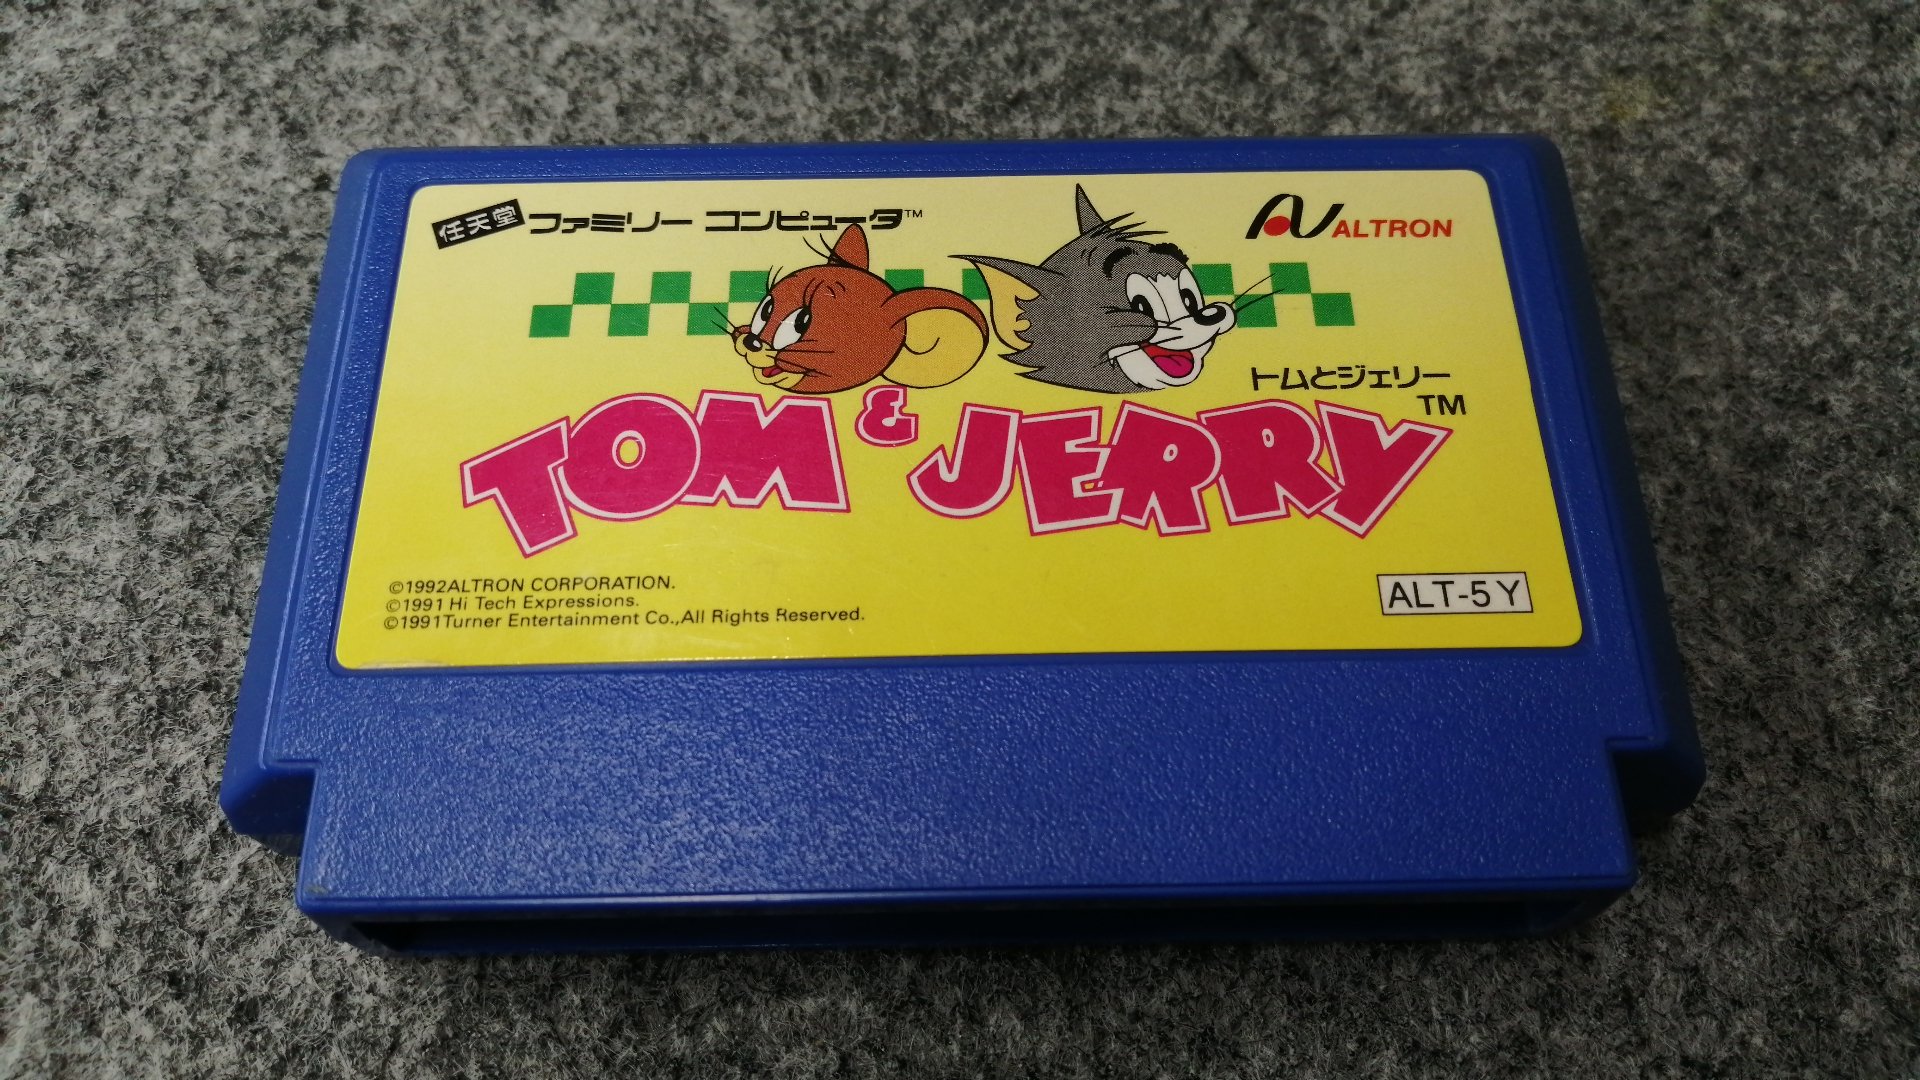 任天堂 ファミリー コンピュータ™
ALTRON
トムとジェリー
TM
TOM & JERRY
©1992ALTRON CORPORATION.
©1991 Hi Tech Expressions.
©1991Turner Entertainment Co.,All Rights Reserved.
ALT-5Y